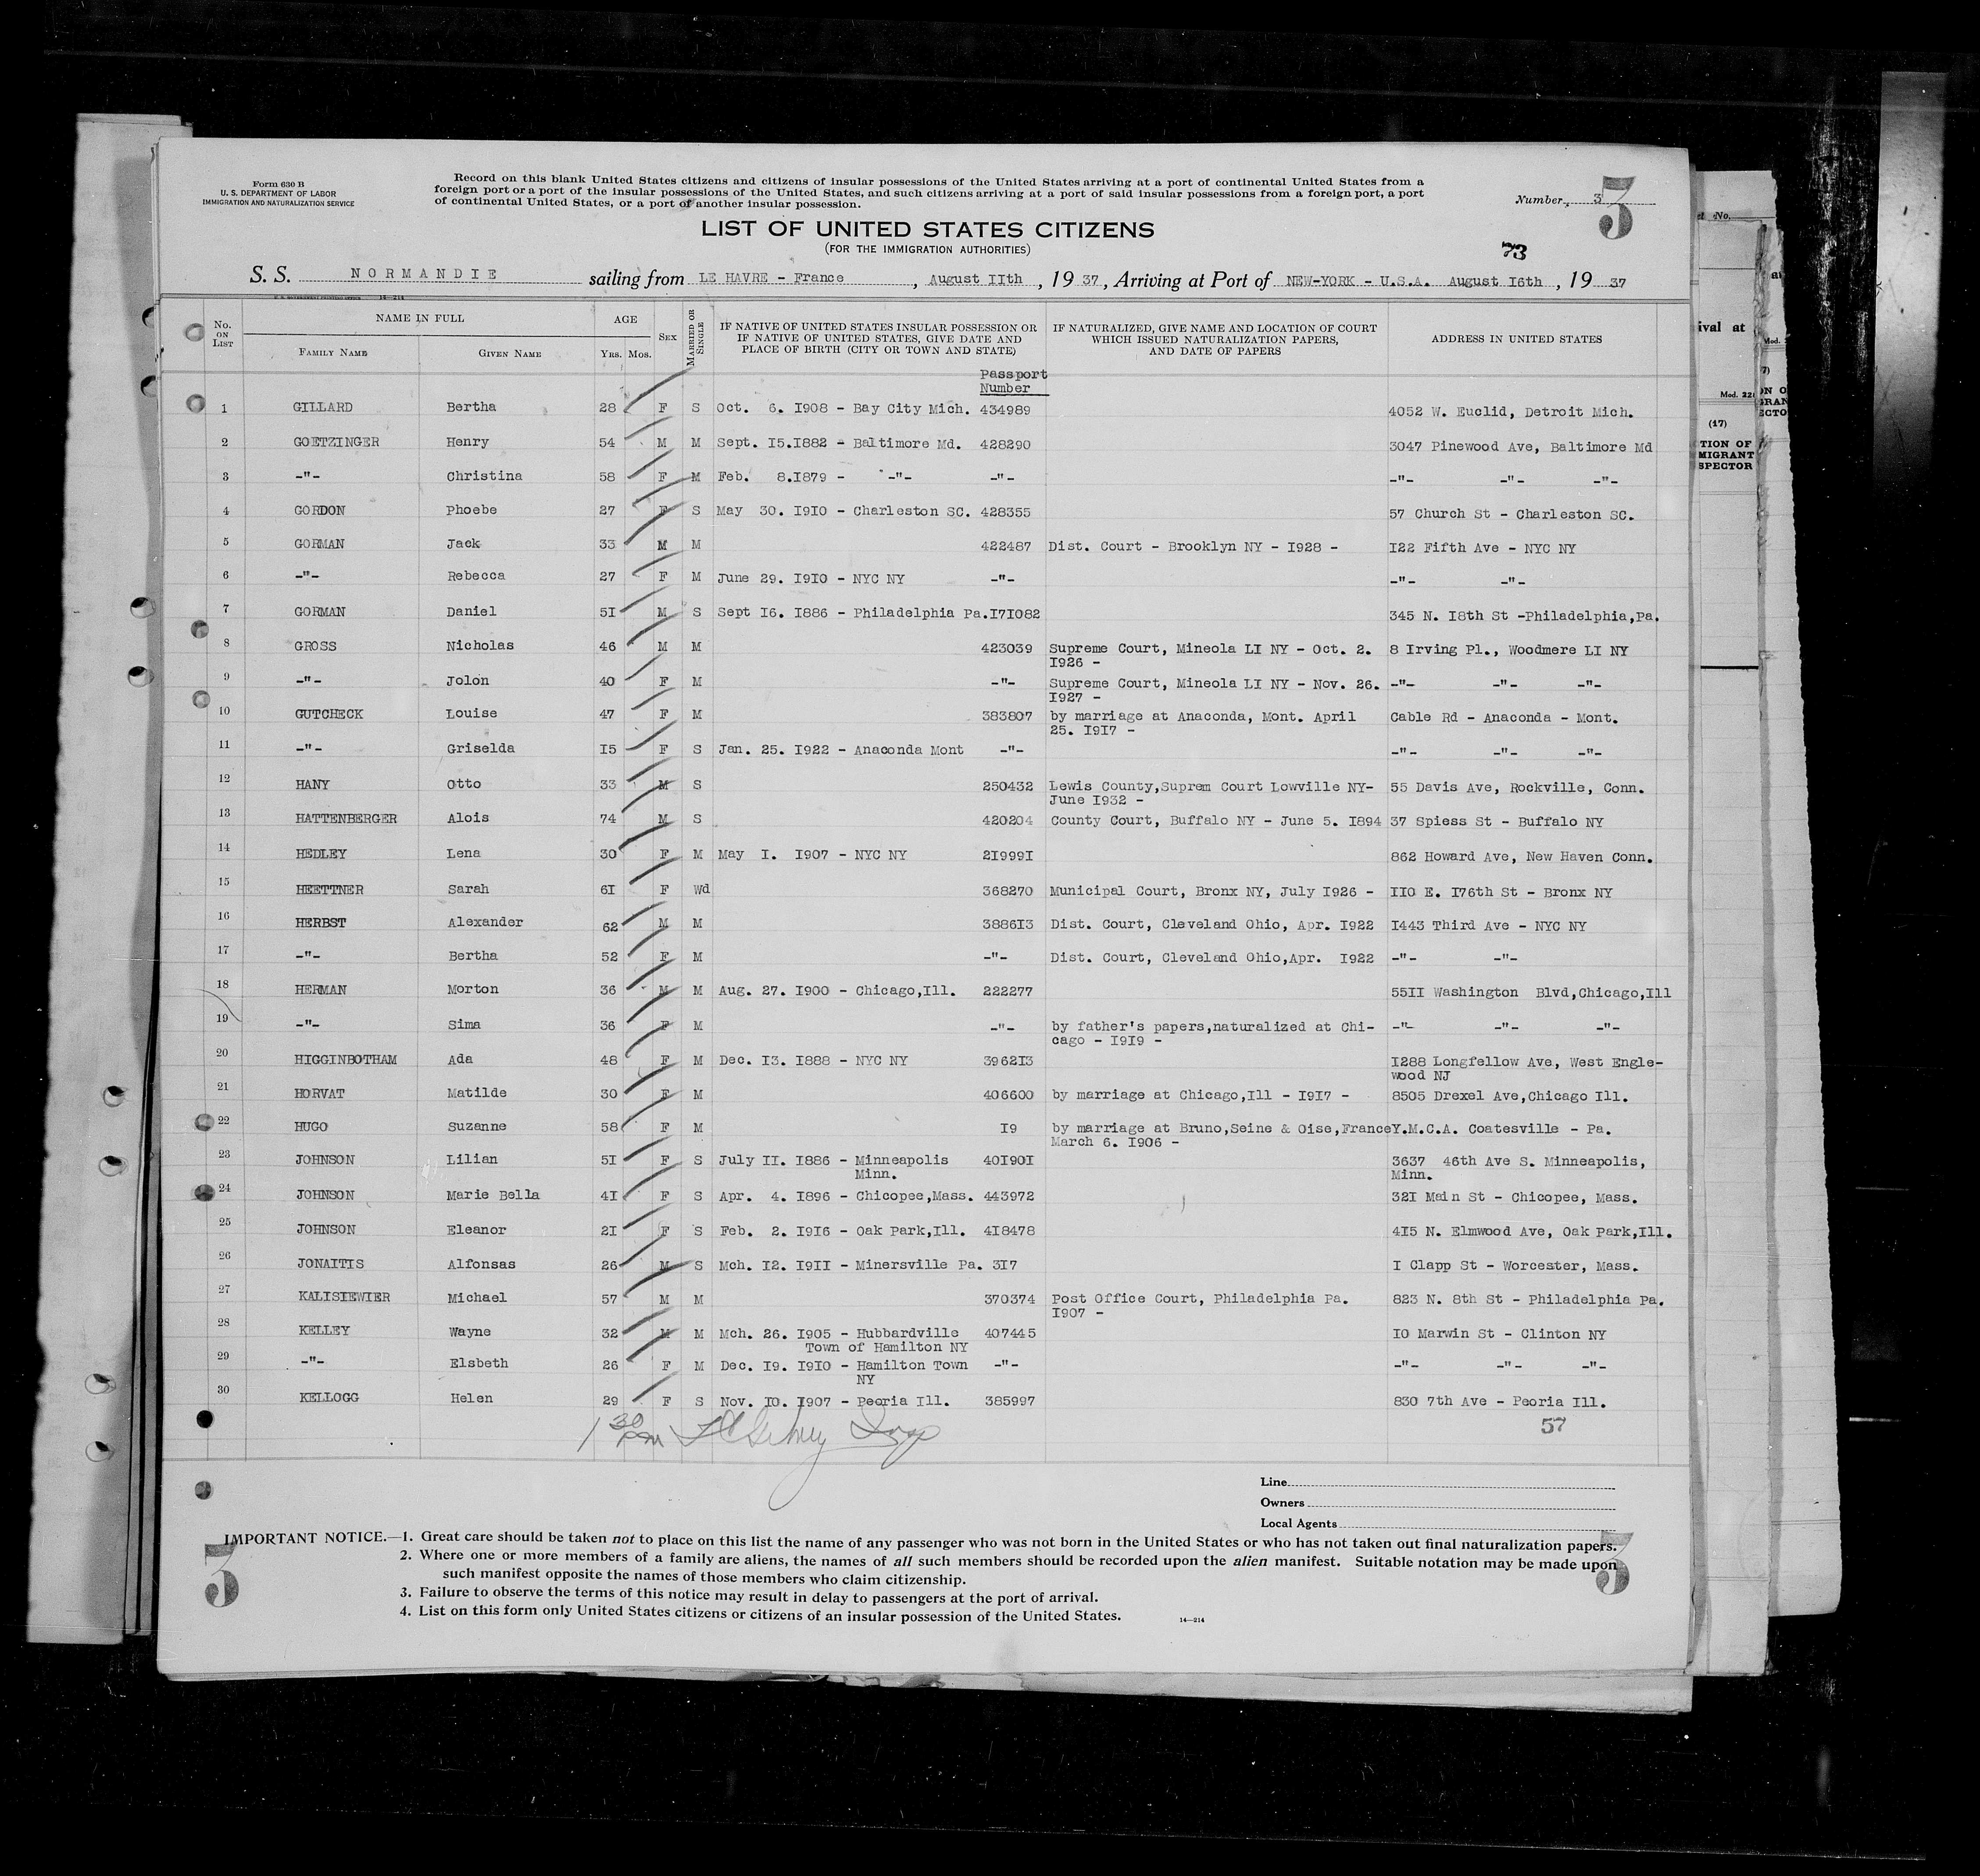 Form 630 B
U. S. DEPARTMENT OF LABOR
IMMIGRATION AND NATURALIZATION SERVICE
Record on this blank United States citizens and citizens of insular possessions of the United States arriving at a port of continental United States from a
foreign port or a port of the insular possessions of the United States, and such citizens arriving at a port of said insular possessions from a foreign port, a port
of continental United States, or a port of another insular possession.
Number 3
3
LIST OF UNITED STATES CITIZENS
(FOR THE IMMIGRATION AUTHORITIES)
73
S. S. NORMANDIE sailing from LE HAVRE - France, August IIth, 19 37, Arriving at Port of NEW-YORK - U.S.A. August I6th, 19 37
No. ON LIST
NAME IN FULL
FAMILY NAME GIVEN NAME
AGE
YRS. MOS.
SEX
MARRIED OR SINGLE
IF NATIVE OF UNITED STATES INSULAR POSSESSION OR
IF NATIVE OF UNITED STATES, GIVE DATE AND
PLACE OF BIRTH (CITY OR TOWN AND STATE)
IF NATURALIZED, GIVE NAME AND LOCATION OF COURT
WHICH ISSUED NATURALIZATION PAPERS,
AND DATE OF PAPERS
ADDRESS IN UNITED STATES
Passport
Number
1 GILLARD Bertha 28 F S Oct. 6. I908 - Bay City Mich. 434989 4052 W. Euclid, Detroit Mich.
2 GOETZINGER Henry 54 M M Sept. I5.I882 - Baltimore Md. 428290 3047 Pinewood Ave, Baltimore Md
3 -"- Christina 58 F M Feb. 8.I879 - -"- -"- -"- -"- -"-
4 GORDON Phoebe 27 F S May 30. I9I0 - Charleston SC. 428355 57 Church St - Charleston SC.
5 GORMAN Jack 33 M M 422487 Dist. Court - Brooklyn NY - I928 - I22 Fifth Ave - NYC NY
6 -"- Rebecca 27 F M June 29. I9I0 - NYC NY -"- -"- -"-
7 GORMAN Daniel 5I M S Sept I6. I886 - Philadelphia Pa.I7I082 345 N. I8th St -Philadelphia,Pa.
8 GROSS Nicholas 46 M M 423039 Supreme Court, Mineola LI NY - Oct. 2. 8 Irving Pl., Woodmere LI NY
I926 -
9 -"- Jolon 40 F M -"- Supreme Court, Mineola LI NY - Nov. 26. -"- -"- -"-
I927 -
10 GUTCHECK Louise 47 F M 383807 by marriage at Anaconda, Mont. April Cable Rd - Anaconda - Mont.
25. I9I7 -
11 -"- Griselda I5 F S Jan. 25. I922 - Anaconda Mont -"- -"- -"- -"-
12 HANY Otto 33 M S 250432 Lewis County,Suprem Court Lowville NY- 55 Davis Ave, Rockville, Conn.
June I932 -
13 HATTENBERGER Alois 74 M S 420204 County Court, Buffalo NY - June 5. I894 37 Spiess St - Buffalo NY
14 HEDLEY Lena 30 F M May I. I907 - NYC NY 2I999I 862 Howard Ave, New Haven Conn.
15 HEETTNER Sarah 6I F Wd 368270 Municipal Court, Bronx NY, July I926 - II0 E. I76th St - Bronx NY
16 HERBST Alexander 62 M M 3886I3 Dist. Court, Cleveland Ohio, Apr. I922 I443 Third Ave - NYC NY
17 -"- Bertha 52 F M -"- Dist. Court, Cleveland Ohio,Apr. I922 -"- -"-
18 HERMAN Morton 36 M M Aug. 27. I900 - Chicago,Ill. 222277 55II Washington Blvd,Chicago,Ill
19 -"- Sima 36 F M -"- by father's papers,naturalized at Chi- -"- -"- -"-
cago - I9I9 -
20 HIGGINBOTHAM Ada 48 F M Dec. I3. I888 - NYC NY 3962I3 I288 Longfellow Ave, West Engle-
wood NJ
21 HORVAT Matilde 30 F M 406600 by marriage at Chicago,Ill - I9I7 - 8505 Drexel Ave,Chicago Ill.
22 HUGO Suzanne 58 F M I9 by marriage at Bruno,Seine & Oise,France Y.M.C.A. Coatesville - Pa.
March 6. I906 -
23 JOHNSON Lilian 5I F S July II. I886 - Minneapolis 40I90I 3637 46th Ave S. Minneapolis,
Minn. Minn.
24 JOHNSON Marie Bella 4I F S Apr. 4. I896 - Chicopee,Mass. 443972 32I Main St - Chicopee, Mass.
25 JOHNSON Eleanor 2I F S Feb. 2. I9I6 - Oak Park,Ill. 4I8478 4I5 N. Elmwood Ave, Oak Park,Ill.
26 JONAITIS Alfonsas 26 M S Mch. I2. I9II - Minersville Pa. 3I7 I Clapp St - Worcester, Mass.
27 KALISIEWIER Michael 57 M M 370374 Post Office Court, Philadelphia Pa. 823 N. 8th St - Philadelphia Pa.
I907 -
28 KELLEY Wayne 32 M M Mch. 26. I905 - Hubbardville 407445 I0 Marwin St - Clinton NY
Town of Hamilton NY
29 -"- Elsbeth 26 F M Dec. I9. I9I0 - Hamilton Town -"- -"- -"- -"-
NY
30 KELLOGG Helen 29 F S Nov. I0. I907 - Peoria Ill. 385997 830 7th Ave - Peoria Ill.
1 30 PM
57
Line
Owners
Local Agents
IMPORTANT NOTICE.—1. Great care should be taken not to place on this list the name of any passenger who was not born in the United States or who has not taken out final naturalization papers.
2. Where one or more members of a family are aliens, the names of all such members should be recorded upon the alien manifest. Suitable notation may be made upon
such manifest opposite the names of those members who claim citizenship.
3. Failure to observe the terms of this notice may result in delay to passengers at the port of arrival.
4. List on this form only United States citizens or citizens of an insular possession of the United States.
14—214
3
3
No.
ival at
Mod. 22
(17)
TION OF
MIGRANT
SPECTOR